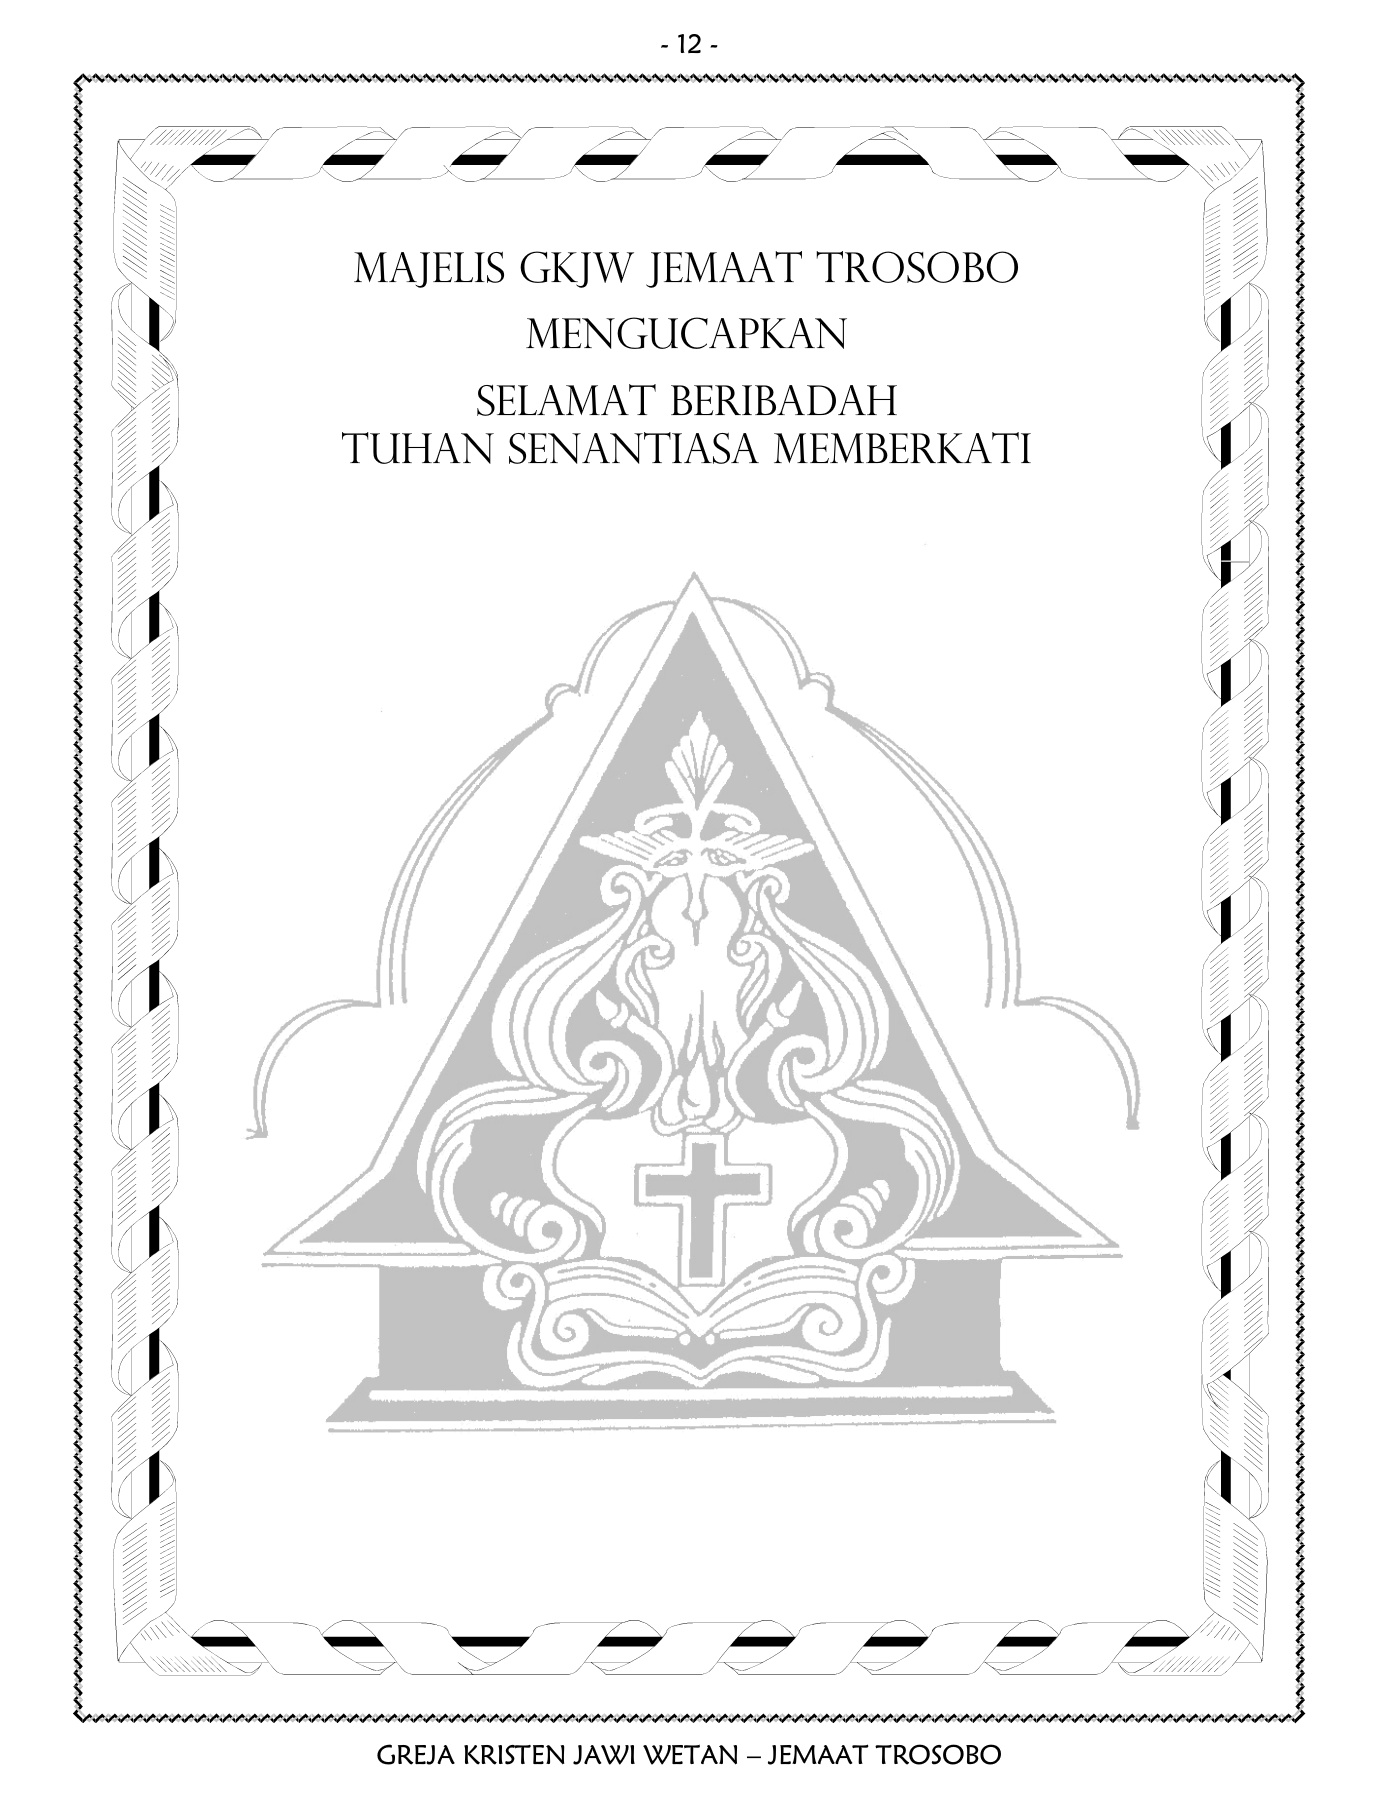 - 12 -
MAJELIS GKJW JEMAAT TROSOBO
MENGUCAPKAN
SELAMAT BERIBADAH
TUHAN SENANTIASA MEMBERKATI
GREJA KRISTEN JAWI WETAN – JEMAAT TROSOBO